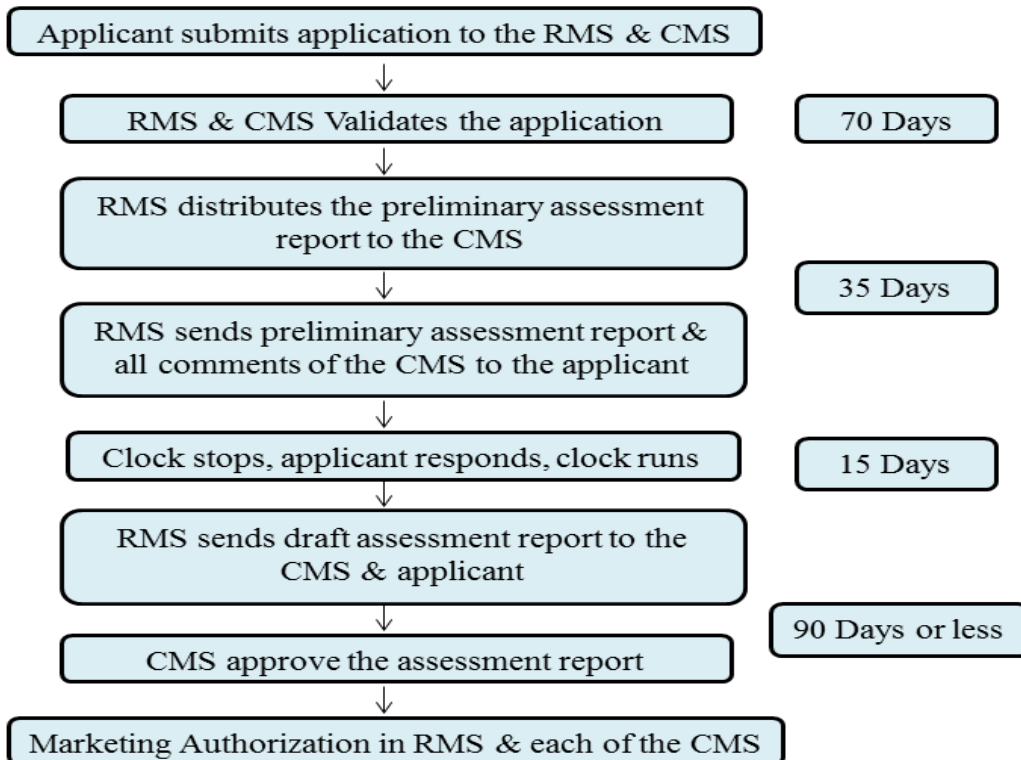 Applicant submits application to the RMS & CMS
RMS & CMS Validates the application
70 Days
RMS distributes the preliminary assessment
report to the CMS
35 Days
RMS sends preliminary assessment report &
all comments of the CMS to the applicant
Clock stops, applicant responds, clock runs
15 Days
RMS sends draft assessment report to the
CMS & applicant
90 Days or less
CMS approve the assessment report
Marketing Authorization in RMS & each of the CMS